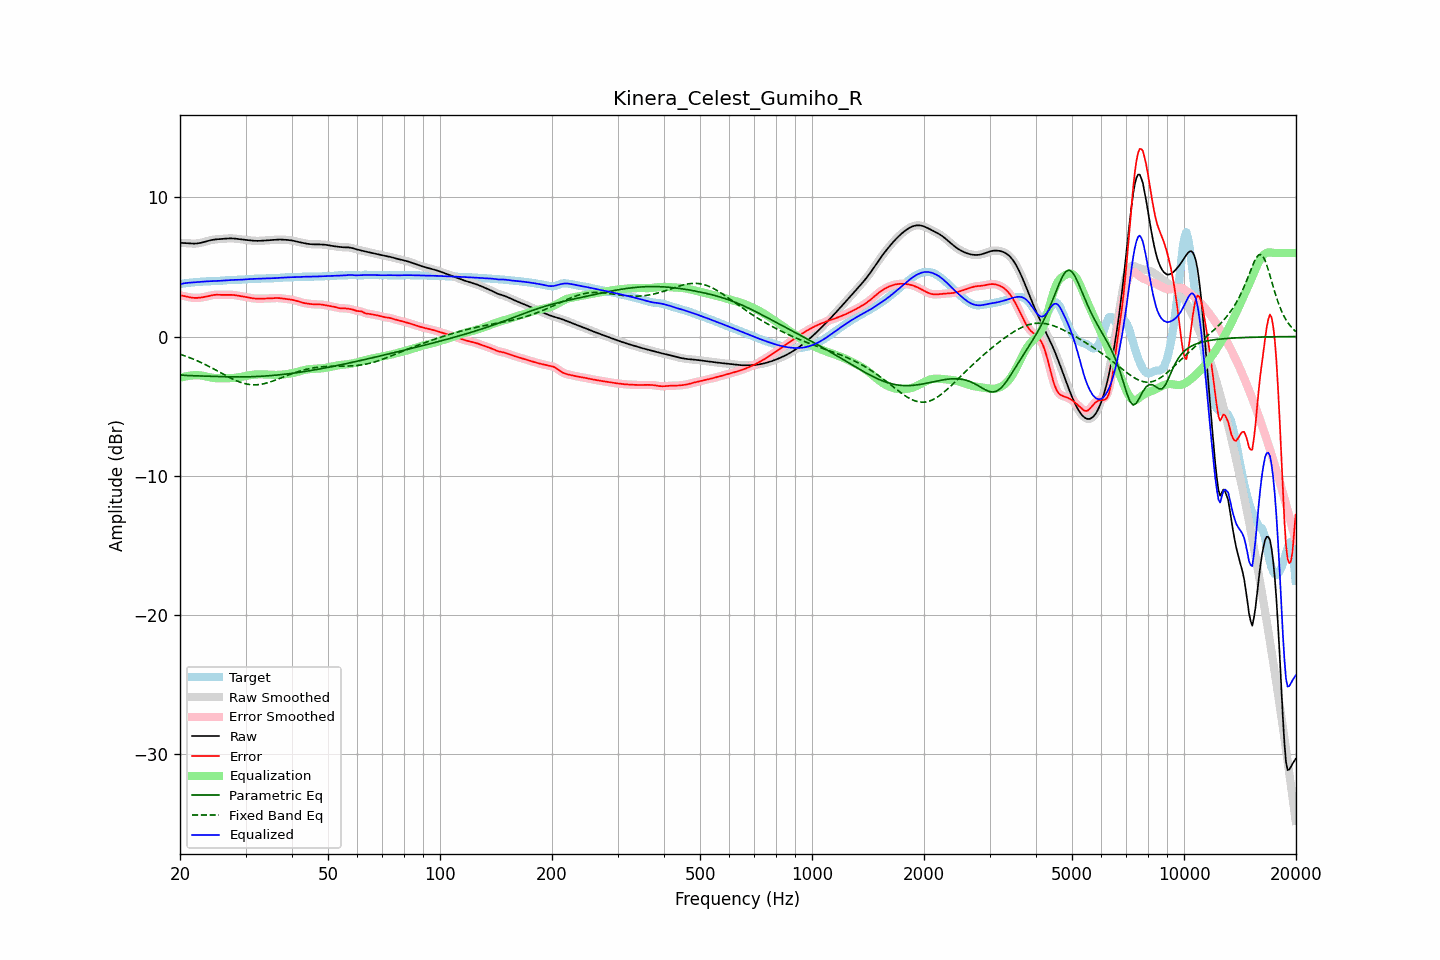 Kinera_Celest_Gumiho_R
Amplitude (dBr)
10
0
−10
−20
−30
Target
Raw Smoothed
Error Smoothed
Raw
Error
Equalization
Parametric Eq
Fixed Band Eq
Equalized
20 50 100 200 500 1000 2000 5000 10000 20000
Frequency (Hz)